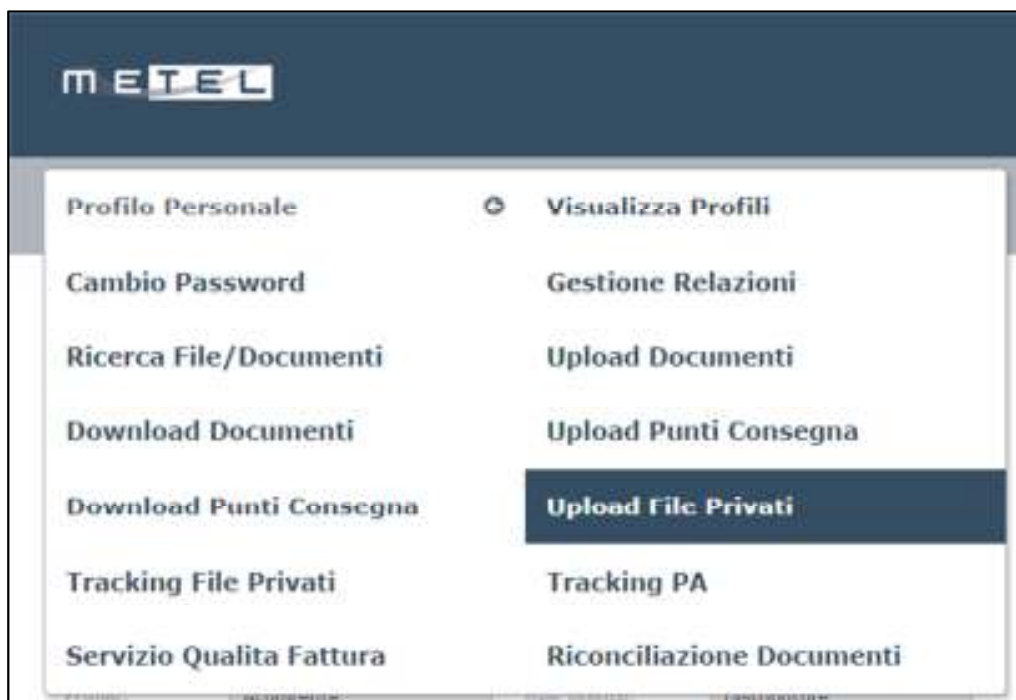 METEL
Profilo Personale
Visualizza Profili
Cambio Password
Gestione Relazioni
Ricerca File/Documenti
Upload Documenti
Download Documenti
Upload Punti Consegna
Download Punti Consegna
Upload File Privati
Tracking File Privati
Tracking PA
Servizio Qualita Fattura
Riconciliazione Documenti